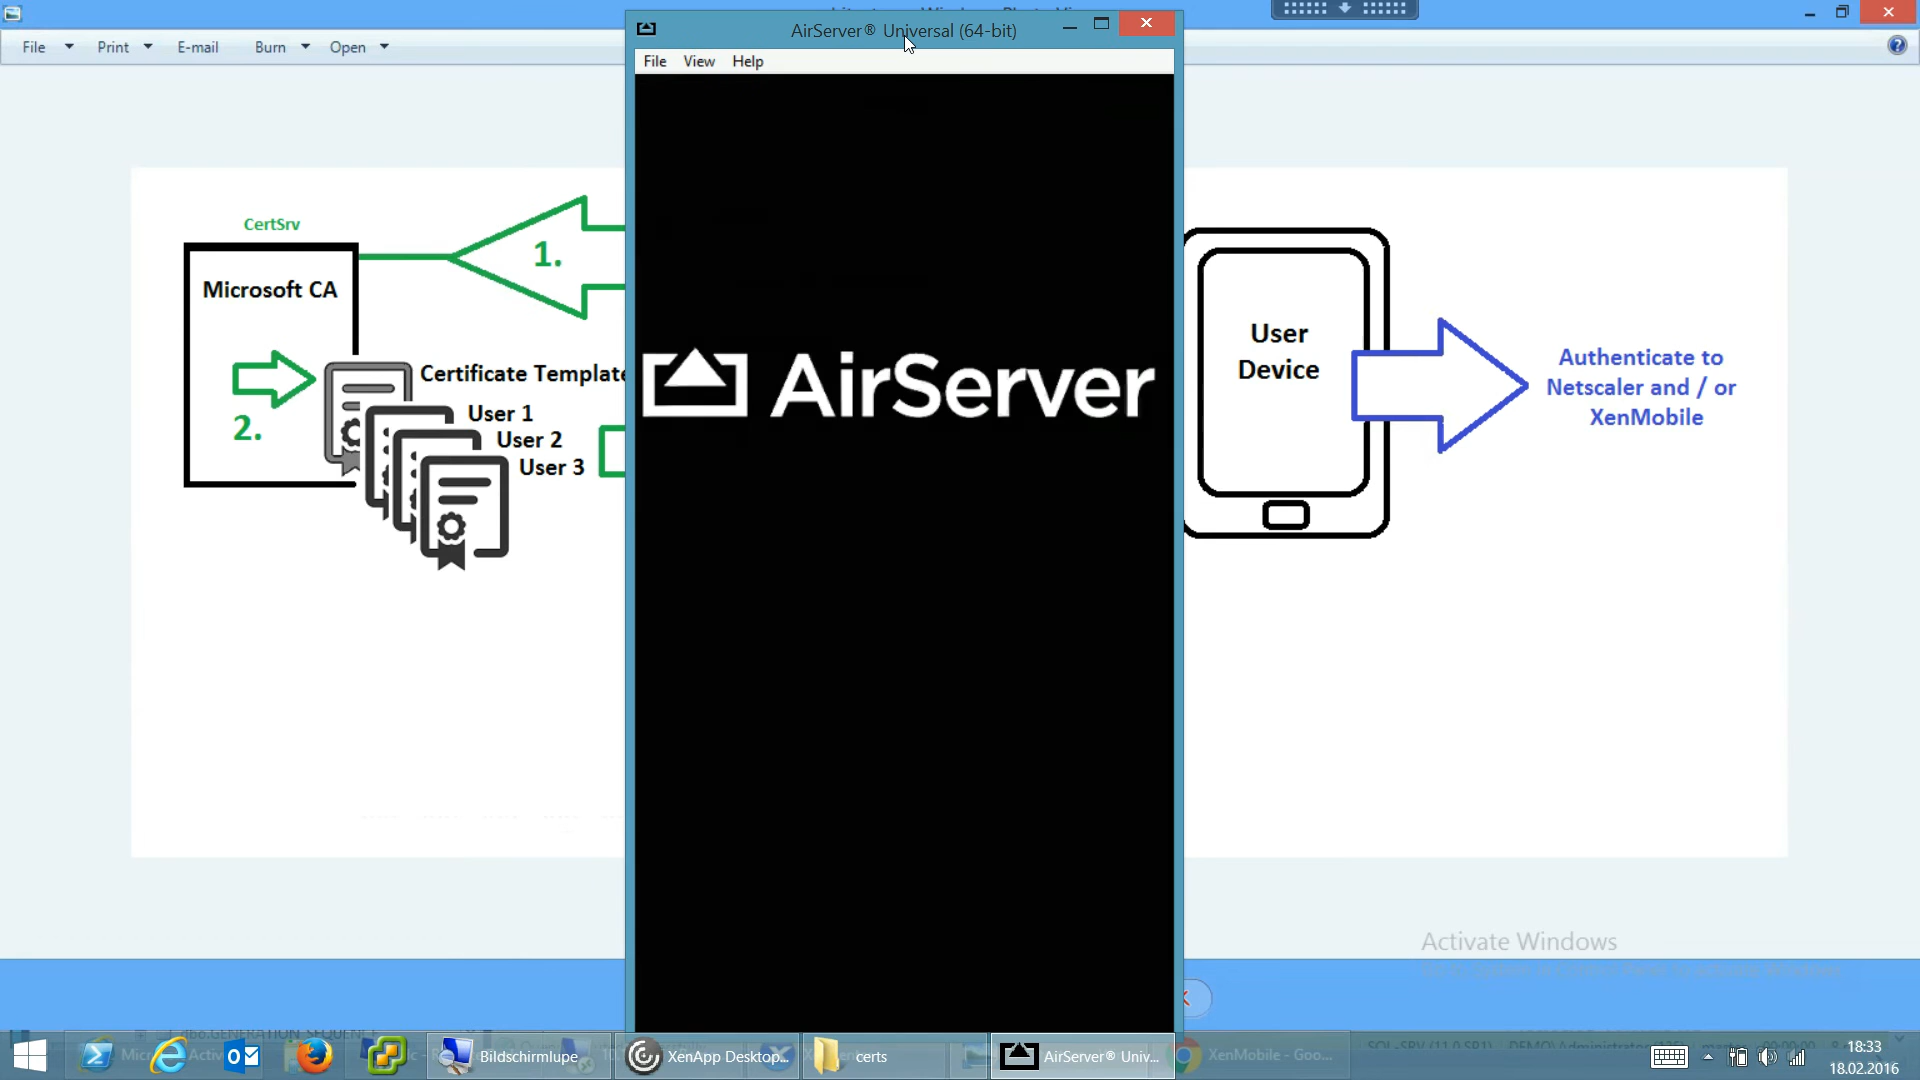 AirServer® Universal (64-bit)
File Print E-mail Burn Open
File View Help
CertSrv
Microsoft CA
1.
2.
Certificate Template
User 1
User 2
User 3
AirServer
User
Device
Authenticate to
Netscaler and / or
XenMobile
Activate Windows
Bildschirmlupe
XenApp Desktop...
certs
AirServer® Univ...
XenMobile - Goo...
18:33
18.02.2016